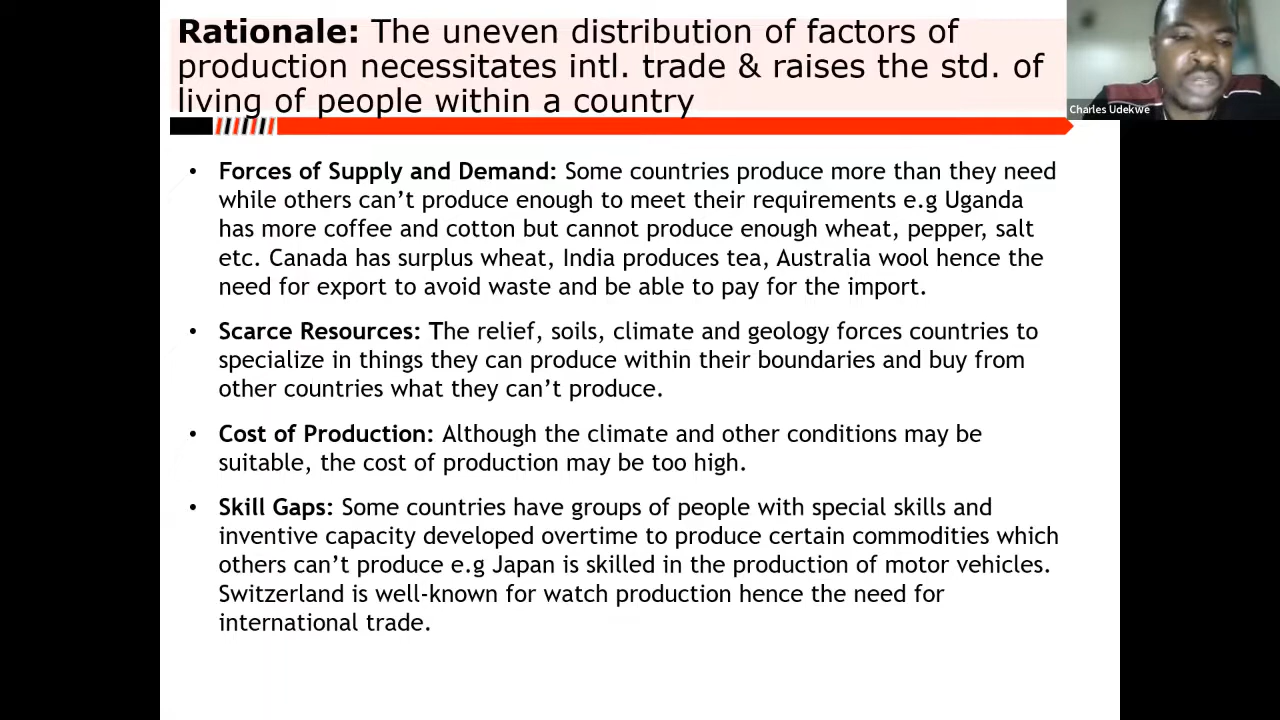 Rationale: The uneven distribution of factors of
production necessitates intl. trade & raises the std. of
living of people within a country
Charles Udekwe
• Forces of Supply and Demand: Some countries produce more than they need
while others can’t produce enough to meet their requirements e.g Uganda
has more coffee and cotton but cannot produce enough wheat, pepper, salt
etc. Canada has surplus wheat, India produces tea, Australia wool hence the
need for export to avoid waste and be able to pay for the import.
• Scarce Resources: The relief, soils, climate and geology forces countries to
specialize in things they can produce within their boundaries and buy from
other countries what they can’t produce.
• Cost of Production: Although the climate and other conditions may be
suitable, the cost of production may be too high.
• Skill Gaps: Some countries have groups of people with special skills and
inventive capacity developed overtime to produce certain commodities which
others can’t produce e.g Japan is skilled in the production of motor vehicles.
Switzerland is well-known for watch production hence the need for
international trade.